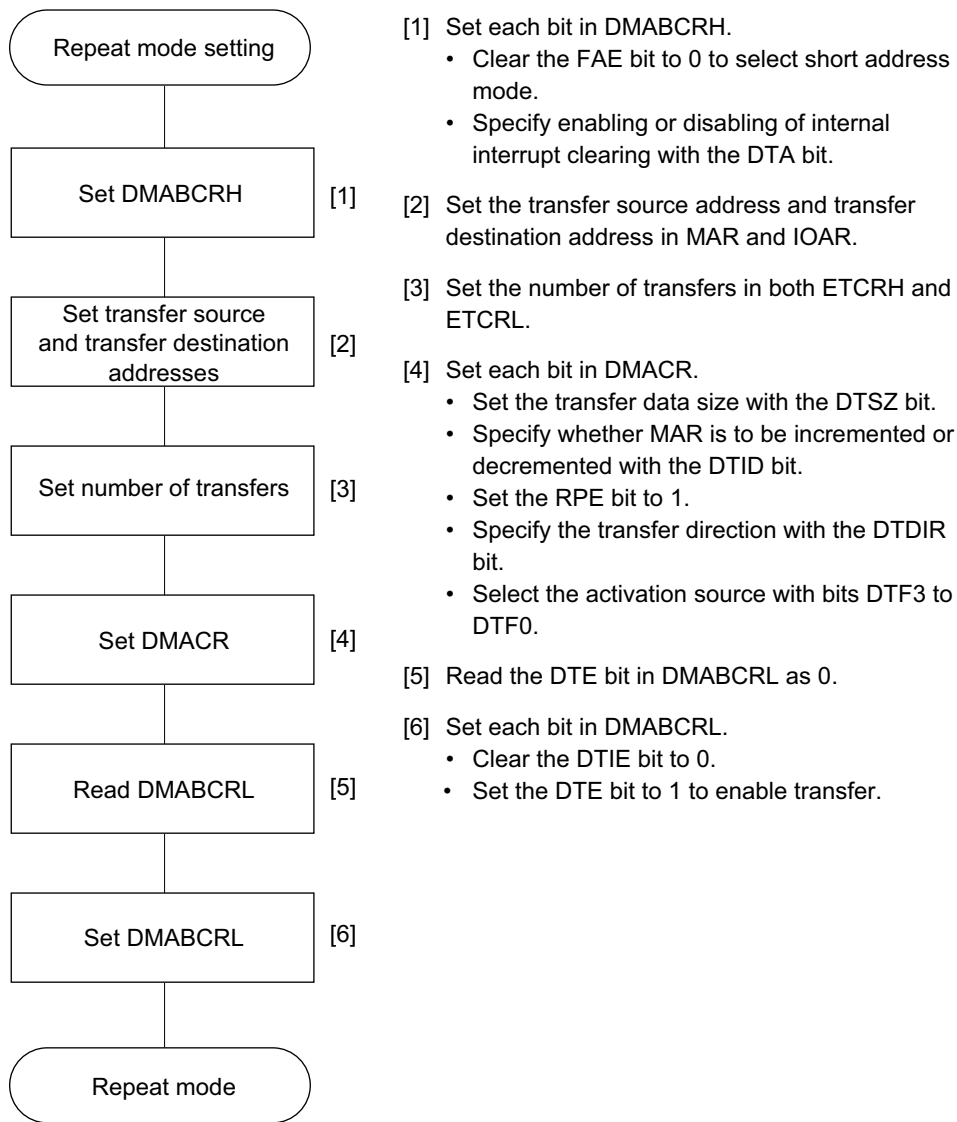 Repeat mode setting
Set DMABCRH
[1]
Set transfer source
and transfer destination
addresses
[2]
Set number of transfers
[3]
Set DMACR
[4]
Read DMABCRL
[5]
Set DMABCRL
[6]
Repeat mode
[1] Set each bit in DMABCRH.
• Clear the FAE bit to 0 to select short address
mode.
• Specify enabling or disabling of internal
interrupt clearing with the DTA bit.
[2] Set the transfer source address and transfer
destination address in MAR and IOAR.
[3] Set the number of transfers in both ETCRH and
ETCRL.
[4] Set each bit in DMACR.
• Set the transfer data size with the DTSZ bit.
• Specify whether MAR is to be incremented or
decremented with the DTID bit.
• Set the RPE bit to 1.
• Specify the transfer direction with the DTDIR
bit.
• Select the activation source with bits DTF3 to
DTF0.
[5] Read the DTE bit in DMABCRL as 0.
[6] Set each bit in DMABCRL.
• Clear the DTIE bit to 0.
• Set the DTE bit to 1 to enable transfer.